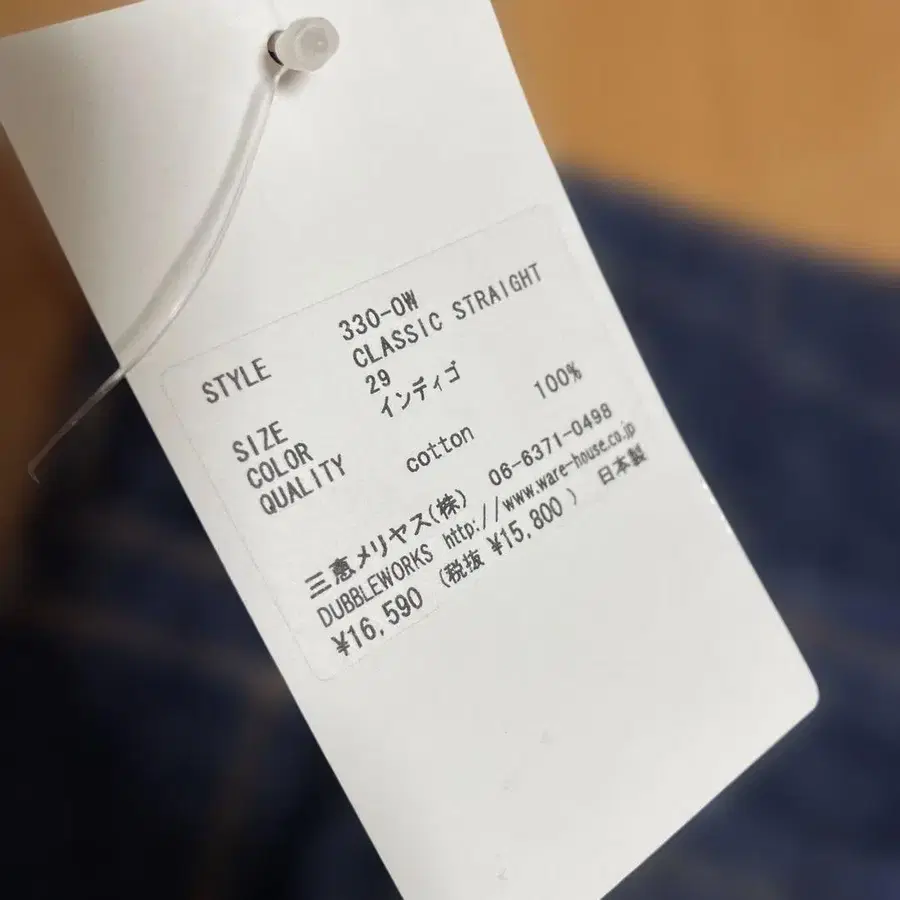 STYLE 330-OW
CLASSIC STRAIGHT
SIZE 29
COLOR インディゴ
QUALITY cotton 100%
三恵メリヤス(株) 06-6371-0498
DUBBLEWORKS http://www.ware-house.co.jp
¥16,590 (税抜 ¥15,800 ) 日本製